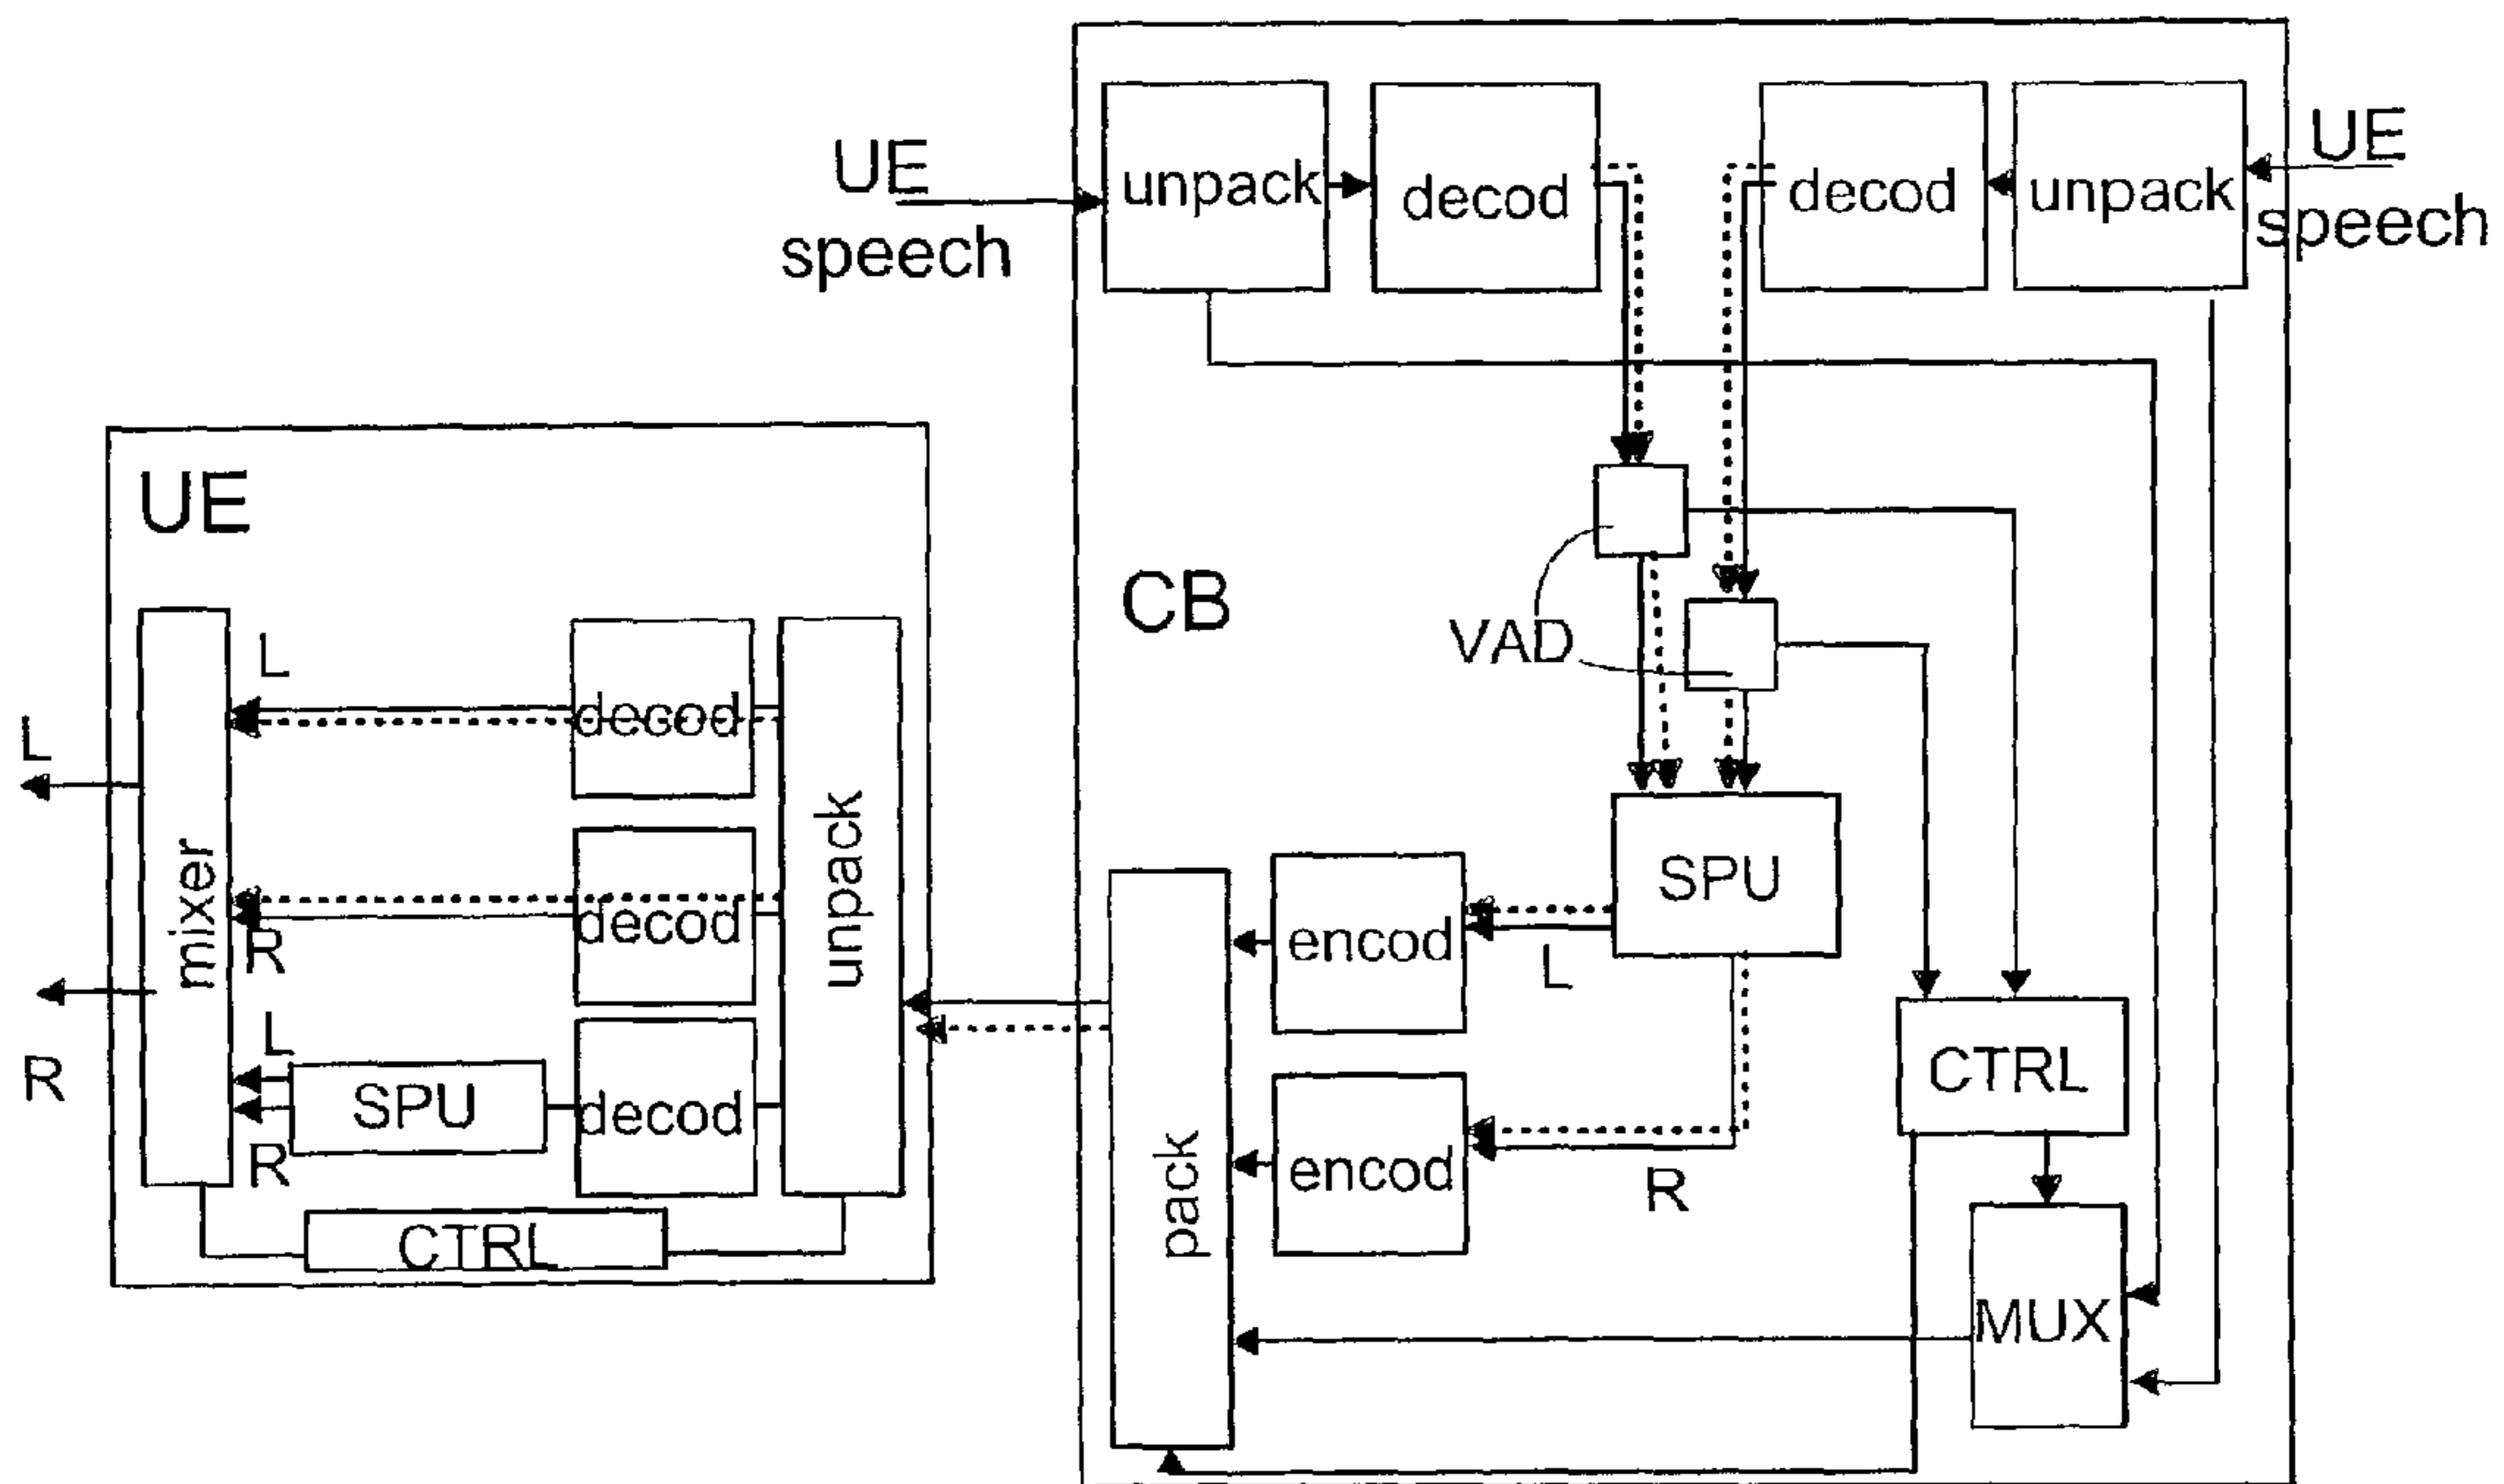 UE
speech
unpack
decod
decod
unpack
UE
speech
UE
CB
VAD
L
decod
L
mixer
decod
R
unpack
R
L
SPU
R
decod
CTRL
SPU
encod
L
encod
R
pack
CTRL
MUX